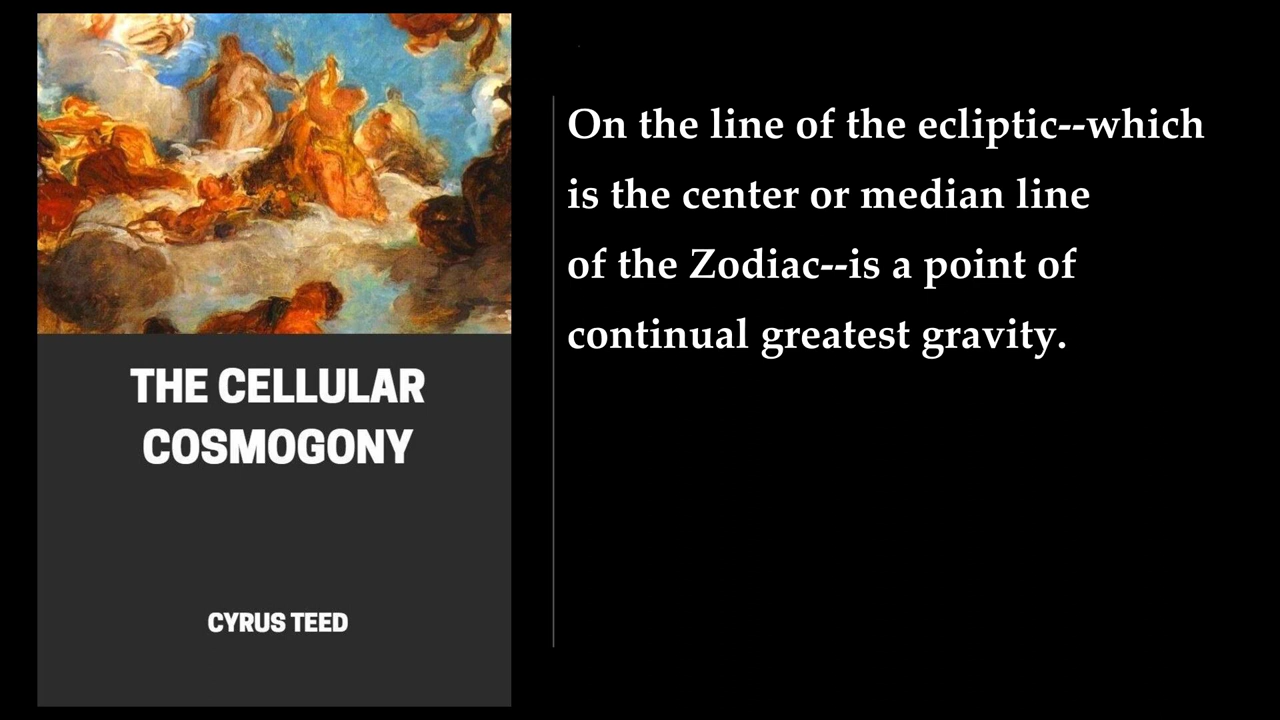 THE CELLULAR
COSMOGONY
CYRUS TEED
On the line of the ecliptic--which
is the center or median line
of the Zodiac--is a point of
continual greatest gravity.